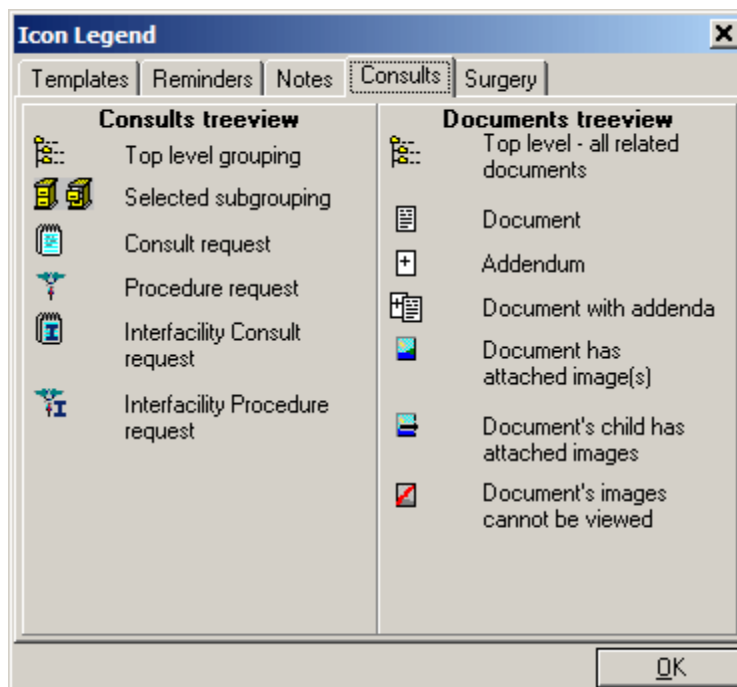 Icon Legend
Templates
Reminders
Notes
Consults
Surgery
Consults treeview
Top level grouping
Selected subgrouping
Consult request
Procedure request
Interfacility Consult
request
Interfacility Procedure
request
Documents treeview
Top level - all related
documents
Document
Addendum
Document with addenda
Document has
attached image(s)
Document's child has
attached images
Document's images
cannot be viewed
OK